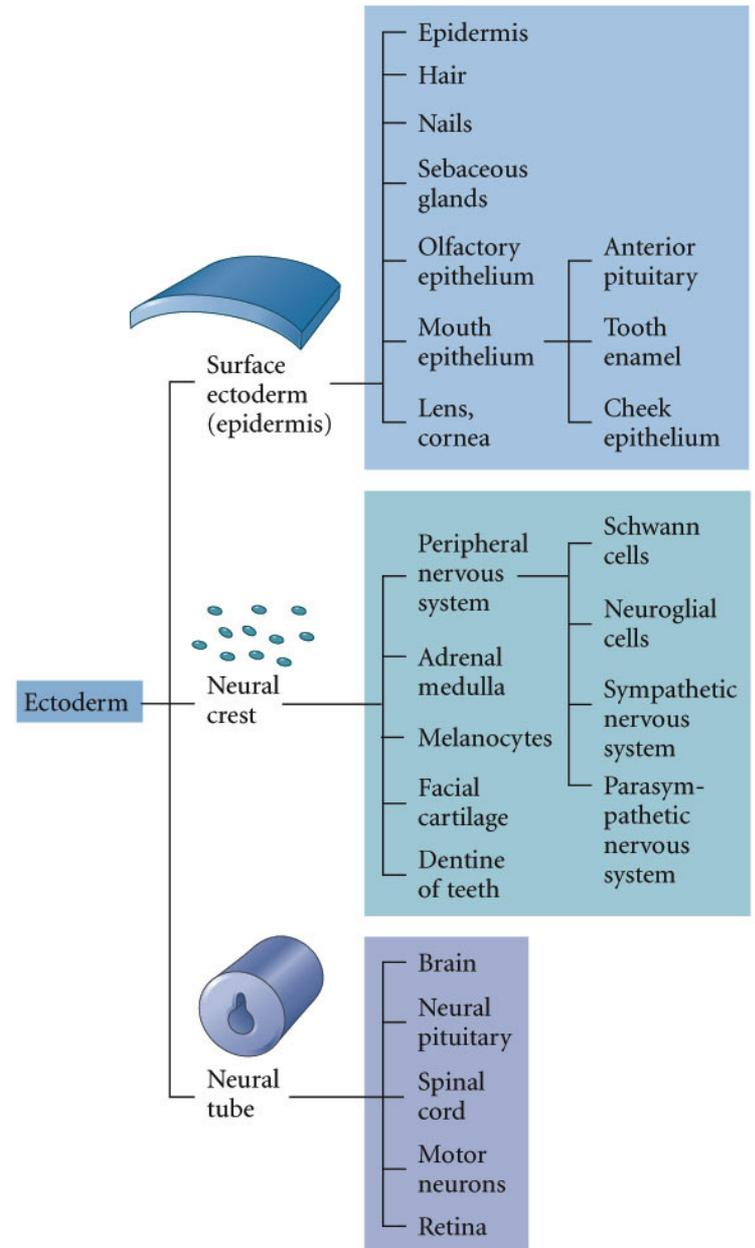 Epidermis
Hair
Nails
Sebaceous
glands
Olfactory
epithelium
Anterior
pituitary
Mouth
epithelium
Tooth
enamel
Lens,
cornea
Cheek
epithelium
Surface
ectoderm
(epidermis)
Peripheral
nervous
system
Schwann
cells
Neuroglial
cells
Adrenal
medulla
Sympathetic
nervous
system
Melanocytes
Facial
cartilage
Parasym-
pathetic
nervous
system
Dentine
of teeth
Ectoderm
Neural
crest
Brain
Neural
pituitary
Spinal
cord
Motor
neurons
Retina
Neural
tube